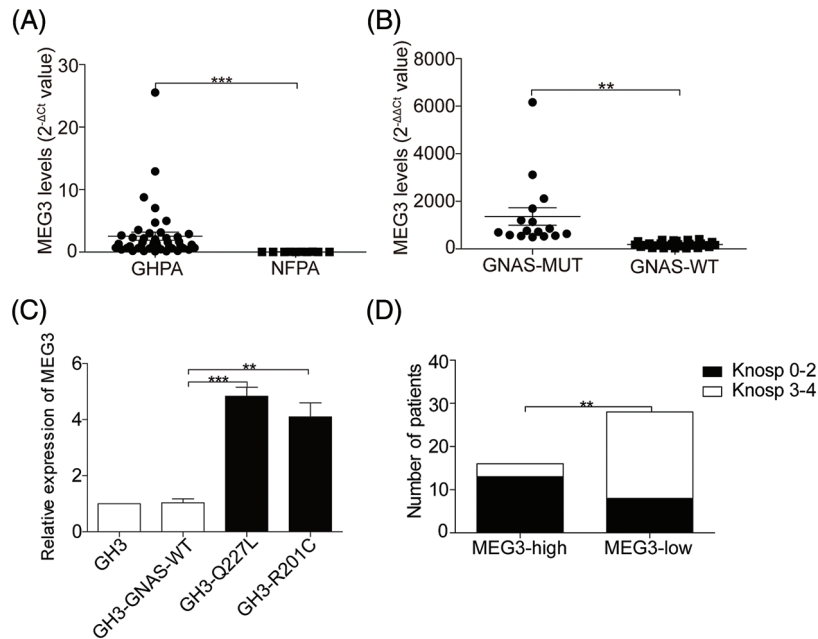 (A)
MEG3 levels (2-ΔΔCt value)
30
20
10
0
***
GHPA
NFPA
(B)
MEG3 levels (2-ΔΔCt value)
8000
6000
4000
2000
0
**
GNAS-MUT
GNAS-WT
(C)
Relative expression of MEG3
6
4
2
0
***
**
GH3
GH3-GNAS-WT
GH3-Q227L
GH3-R201C
(D)
Number of patients
40
30
20
10
0
**
MEG3-high
MEG3-low
Knosp 0-2
Knosp 3-4